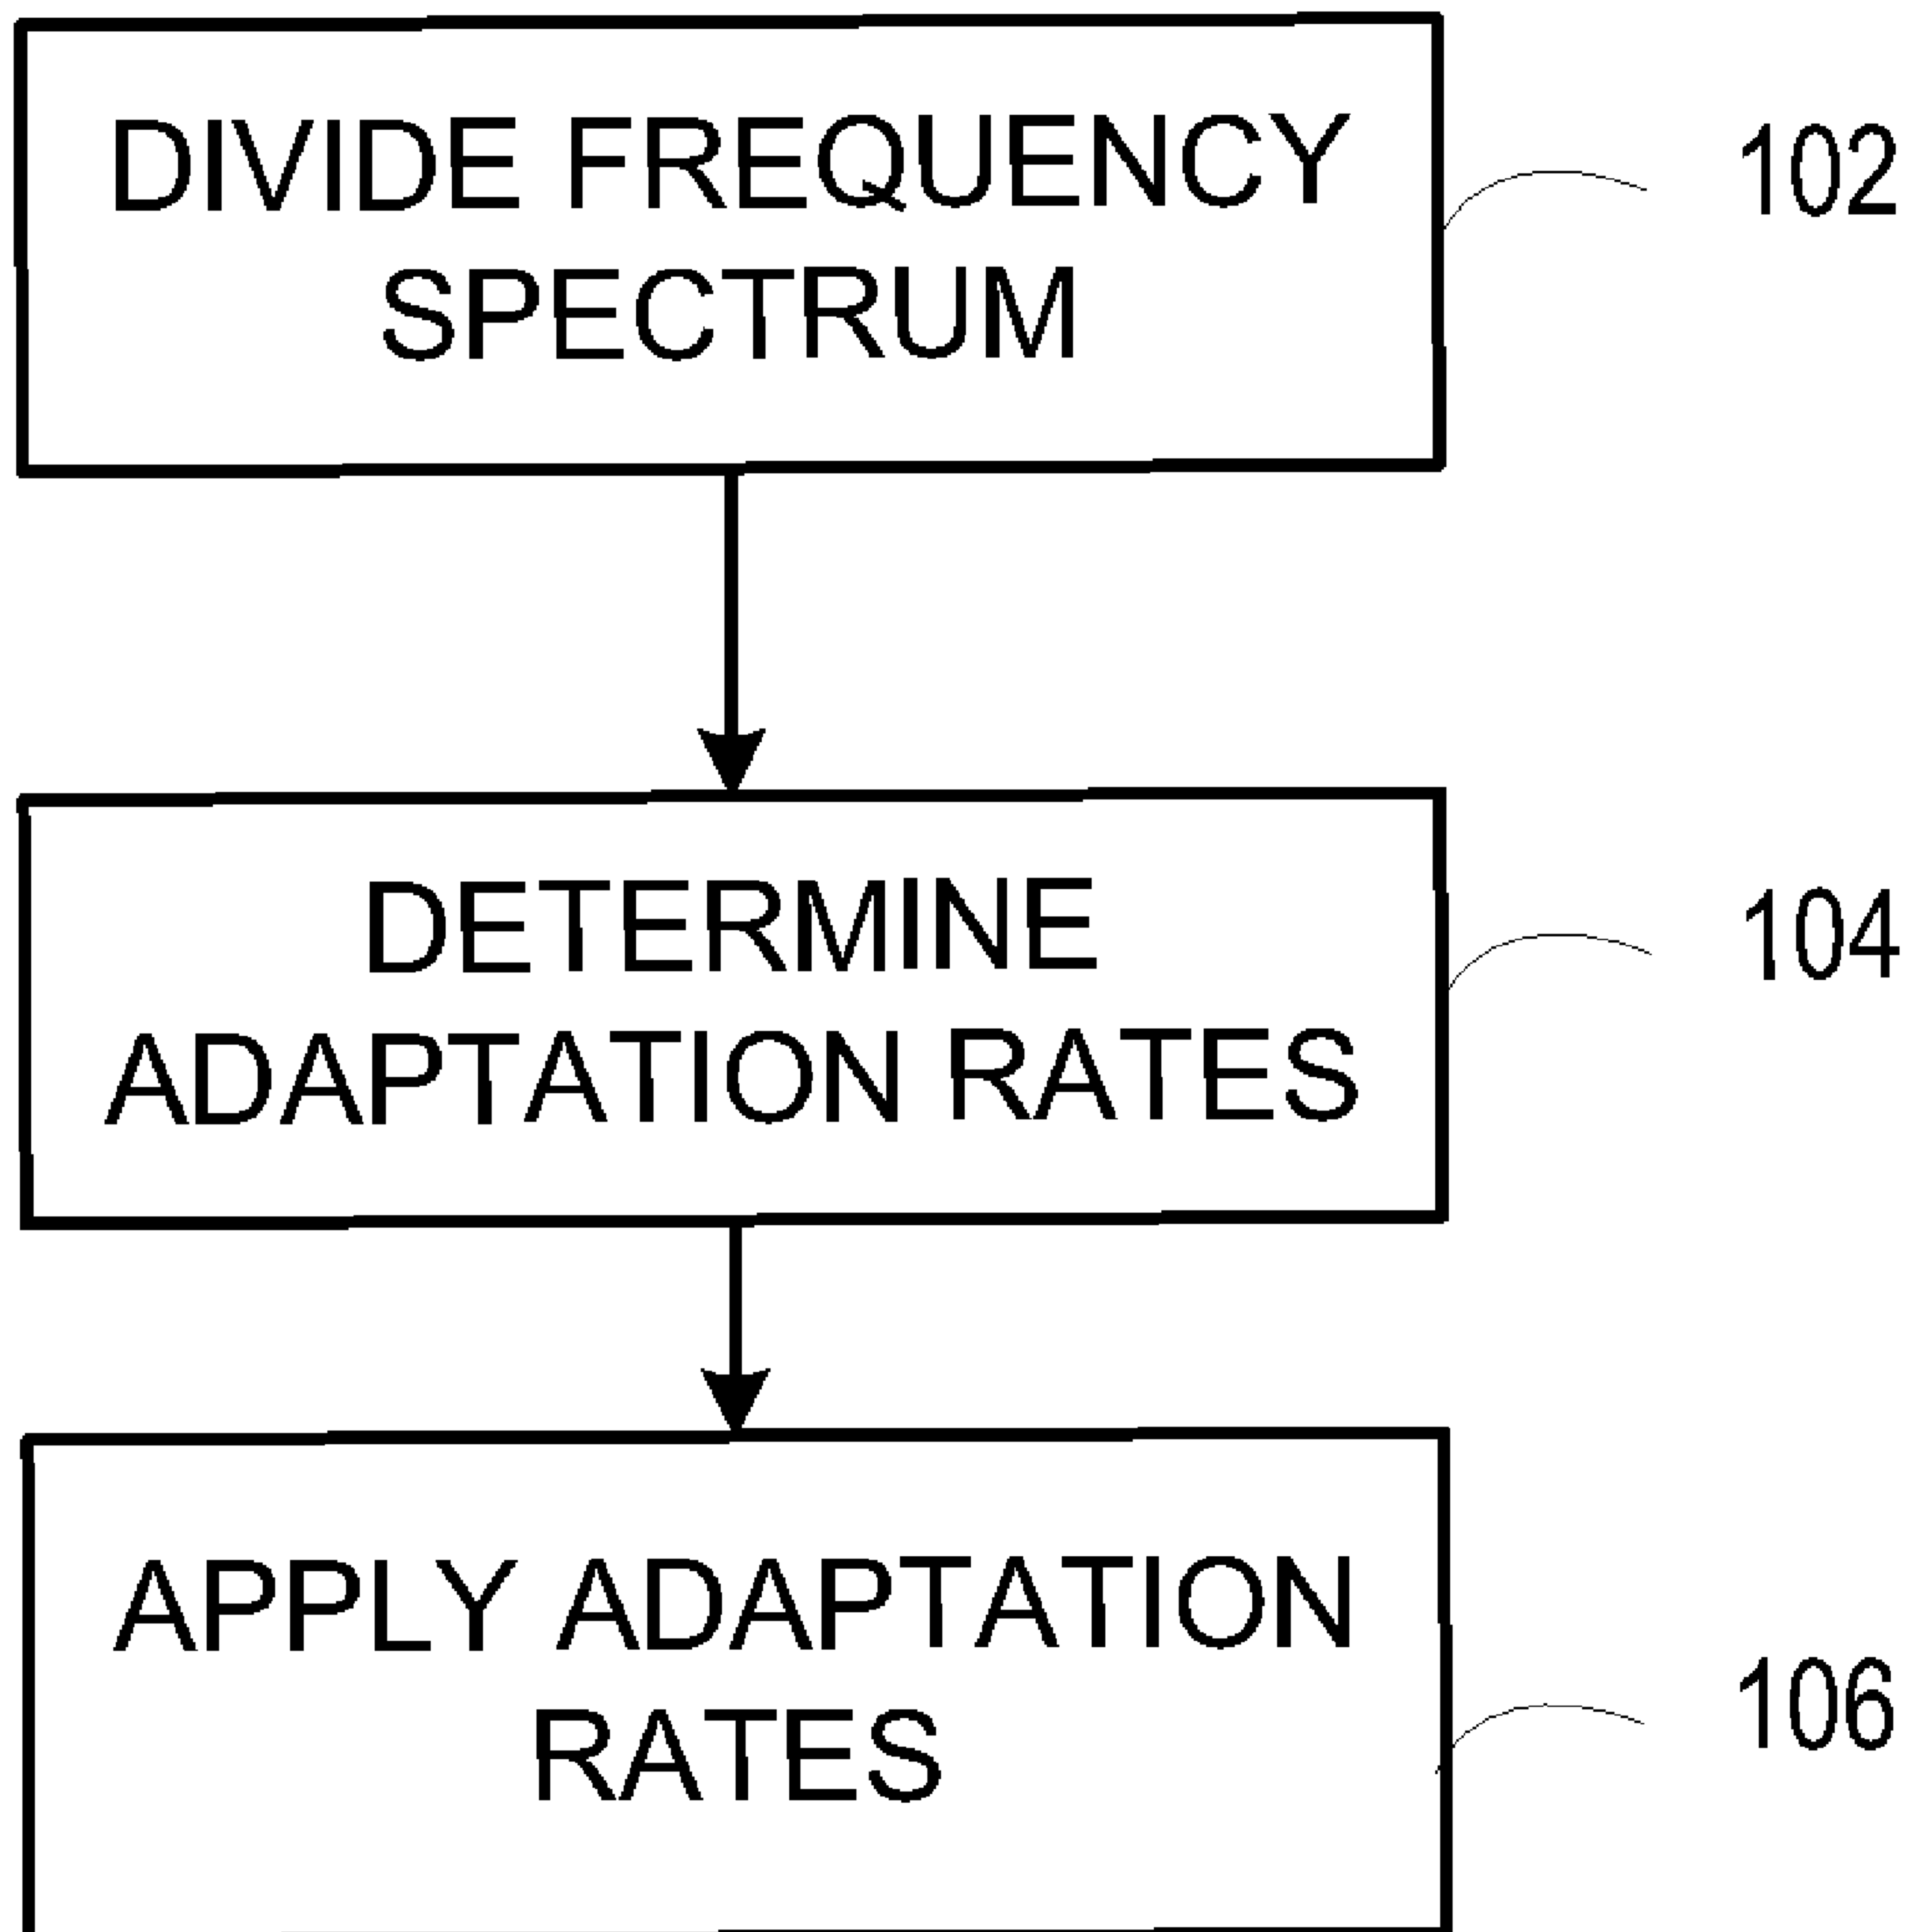 DIVIDE FREQUENCY
SPECTRUM
102
DETERMINE
ADAPTATION RATES
104
APPLY ADAPTATION
RATES
106